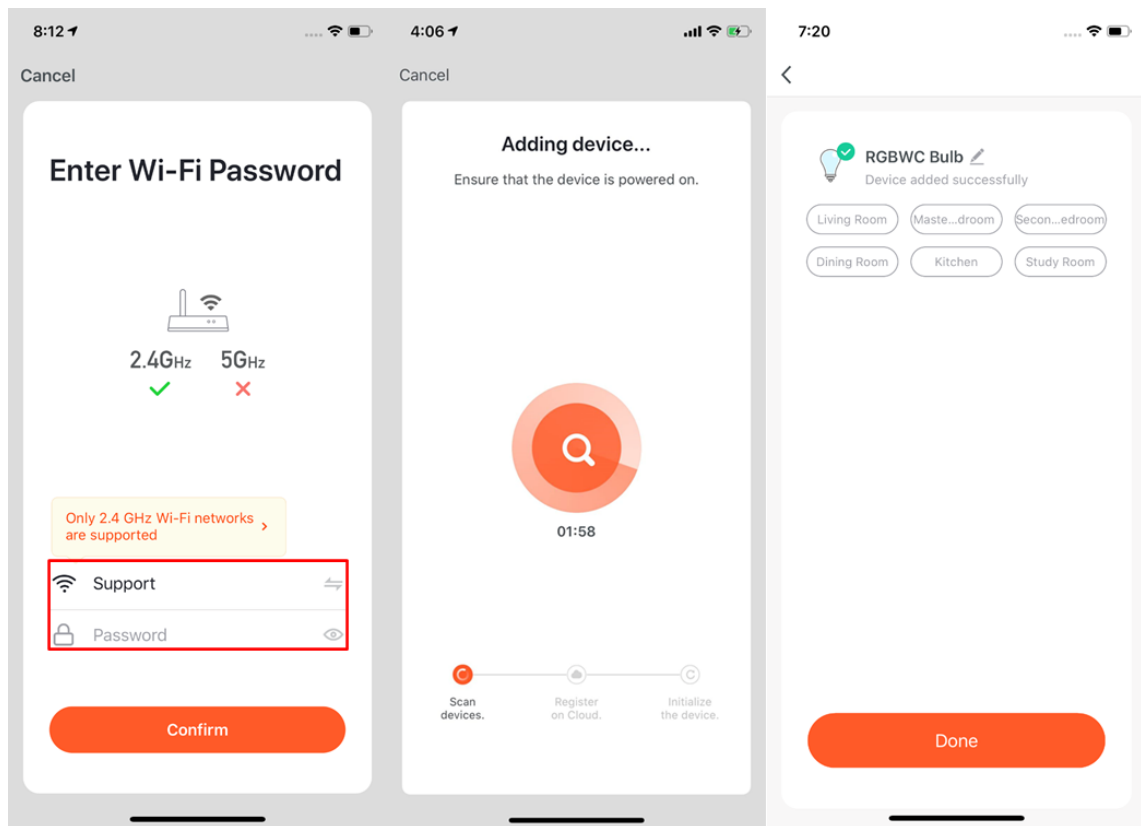 8:12
Cancel
Enter Wi-Fi Password
2.4GHz 5GHz
Only 2.4 GHz Wi-Fi networks
are supported
Support
Password
Confirm
4:06
Cancel
Adding device...
Ensure that the device is powered on.
01:58
Scan
devices.
Register
on Cloud.
Initialize
the device.
7:20
RGBWC Bulb
Device added successfully
Living Room Maste...droom Secon...edroom
Dining Room Kitchen Study Room
Done